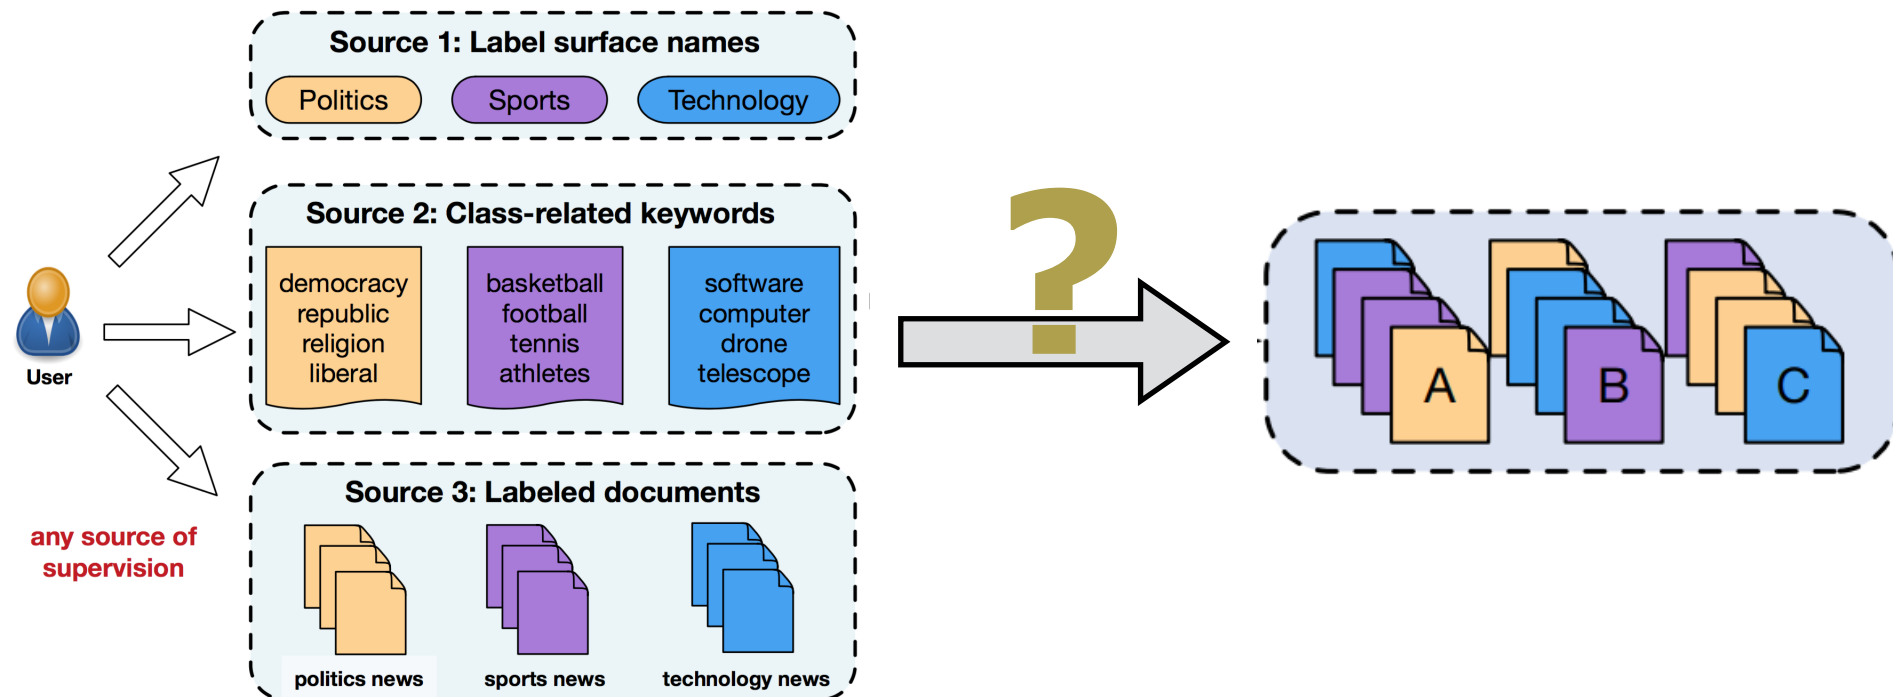 Source 1: Label surface names
Politics
Sports
Technology
Source 2: Class-related keywords
democracy
republic
religion
liberal
basketball
football
tennis
athletes
software
computer
drone
telescope
User
any source of
supervision
Source 3: Labeled documents
politics news
sports news
technology news
?
A
B
C